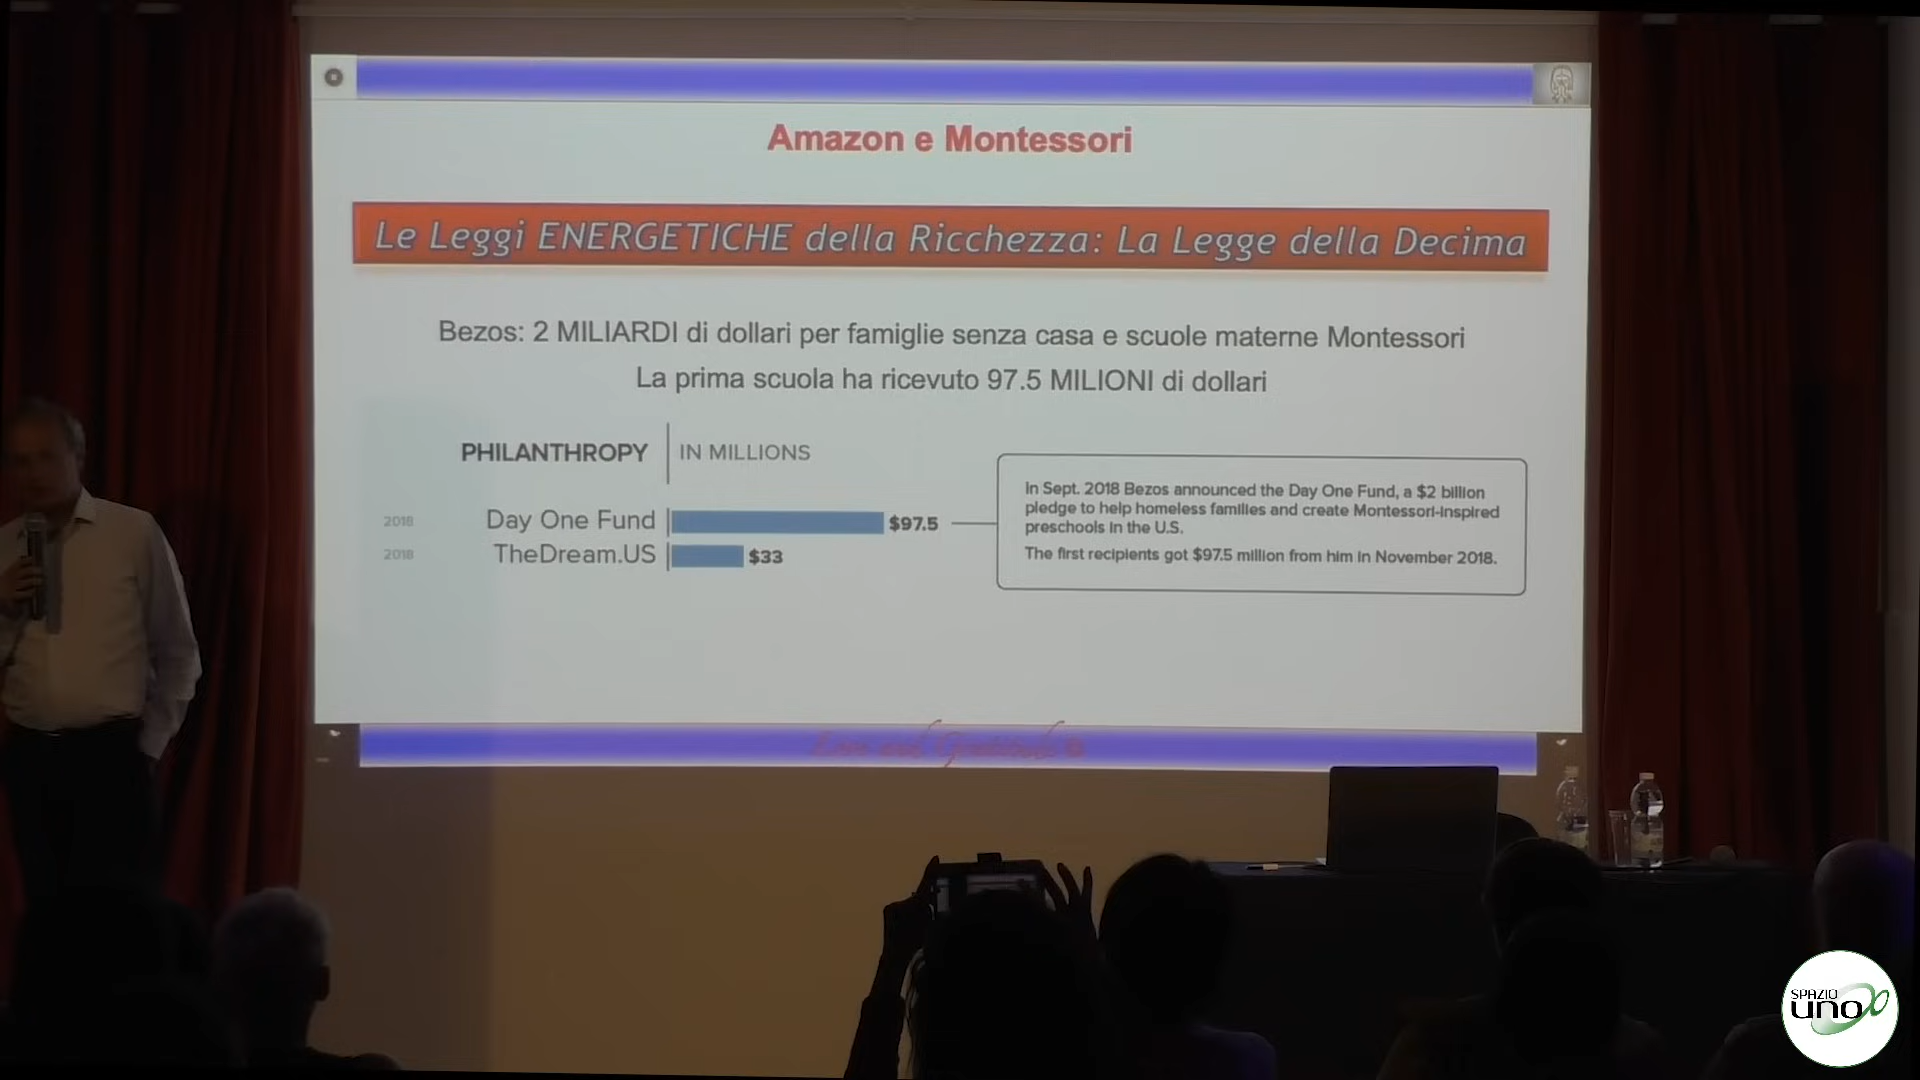 Amazon e Montessori
Le Leggi ENERGETICHE della Ricchezza: La Legge della Decima
Bezos: 2 MILIARDI di dollari per famiglie senza casa e scuole materne Montessori
La prima scuola ha ricevuto 97.5 MILIONI di dollari
PHILANTHROPY IN MILLIONS
2018 Day One Fund $97.5
2018 TheDream.US $33
In Sept. 2018 Bezos announced the Day One Fund, a $2 billion
pledge to help homeless families and create Montessori-inspired
preschools in the U.S.
The first recipients got $97.5 million from him in November 2018.
SPAZIO
uno